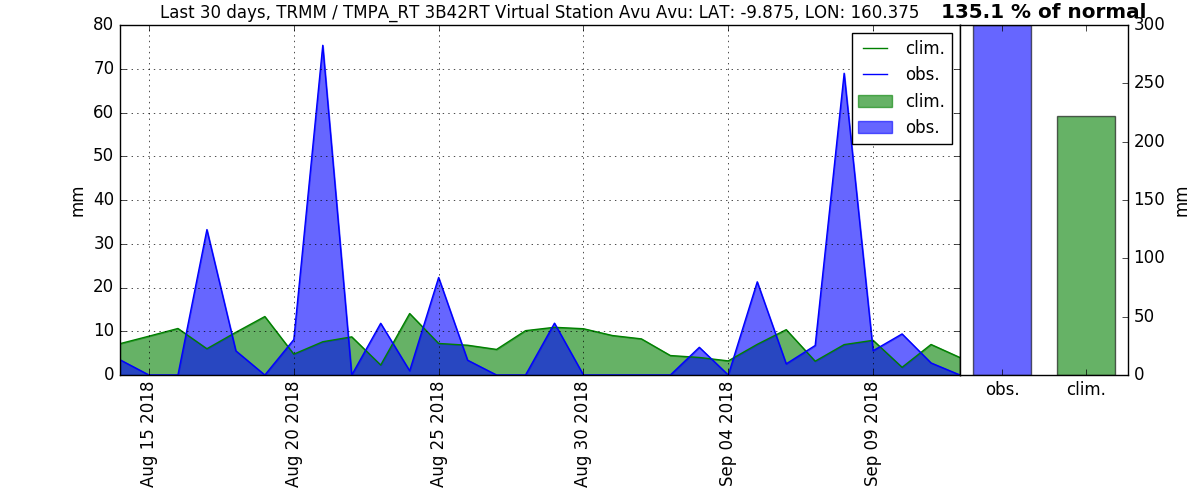 Last 30 days, TRMM / TMPA_RT 3B42RT Virtual Station Avu Avu: LAT: -9.875, LON: 160.375
135.1 % of normal
80
70
60
50
40
30
20
10
0
mm
clim.
obs.
clim.
obs.
Aug 15 2018
Aug 20 2018
Aug 25 2018
Aug 30 2018
Sep 04 2018
Sep 09 2018
300
250
200
150
100
50
0
mm
obs.
clim.